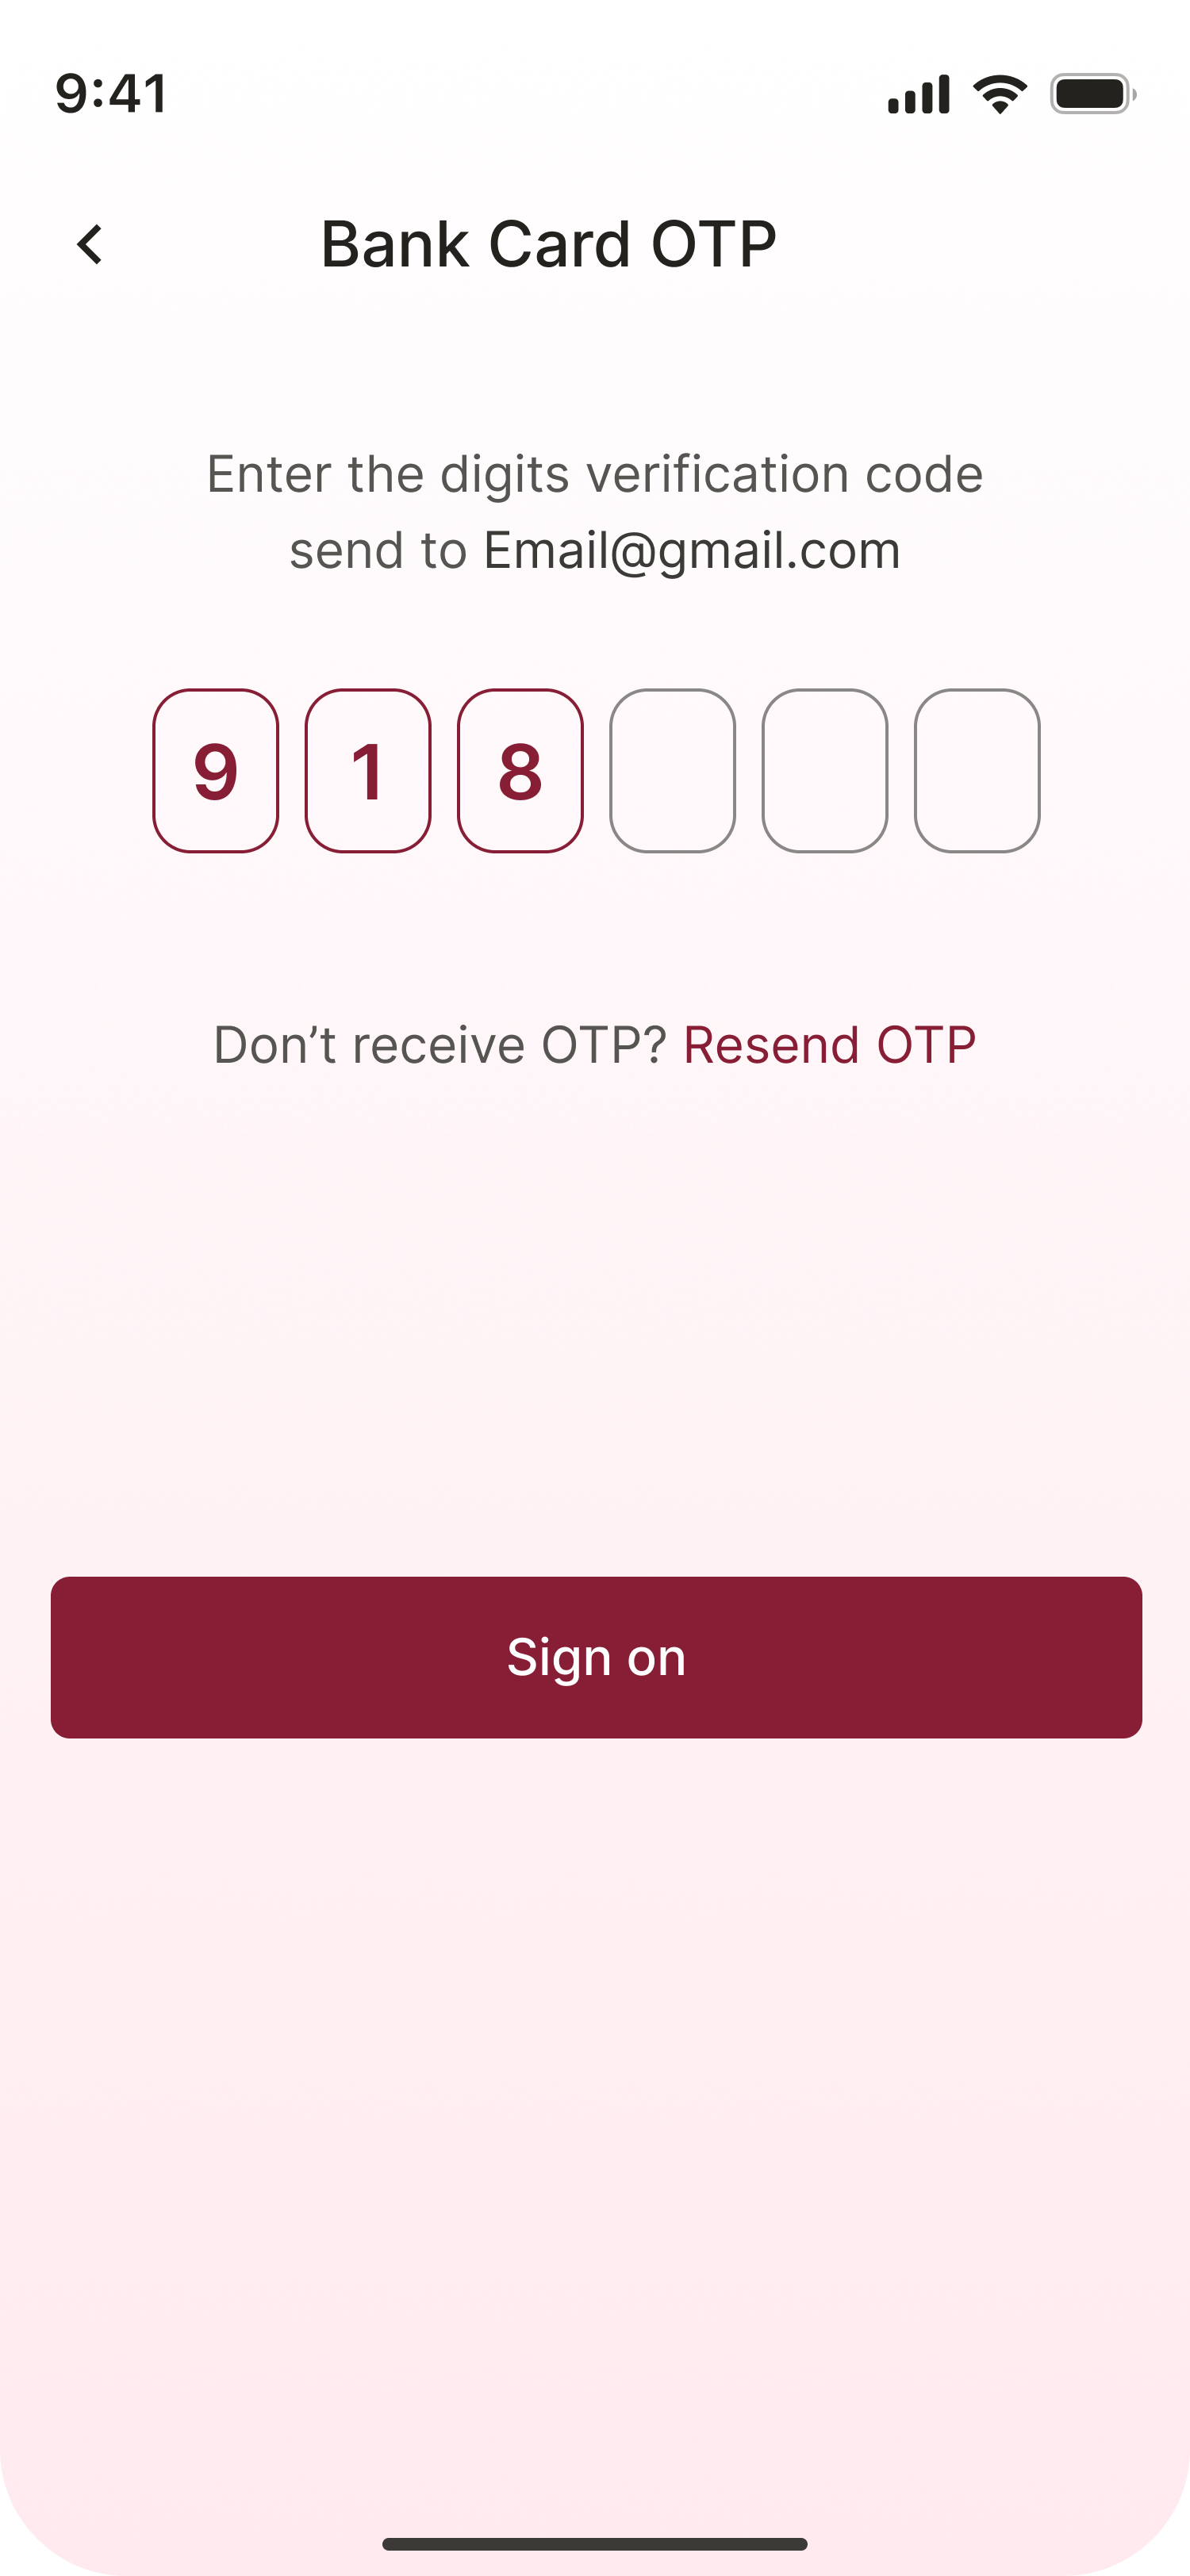 9:41
Bank Card OTP
Enter the digits verification code
send to Email@gmail.com
9 1 8
Don’t receive OTP? Resend OTP
Sign on